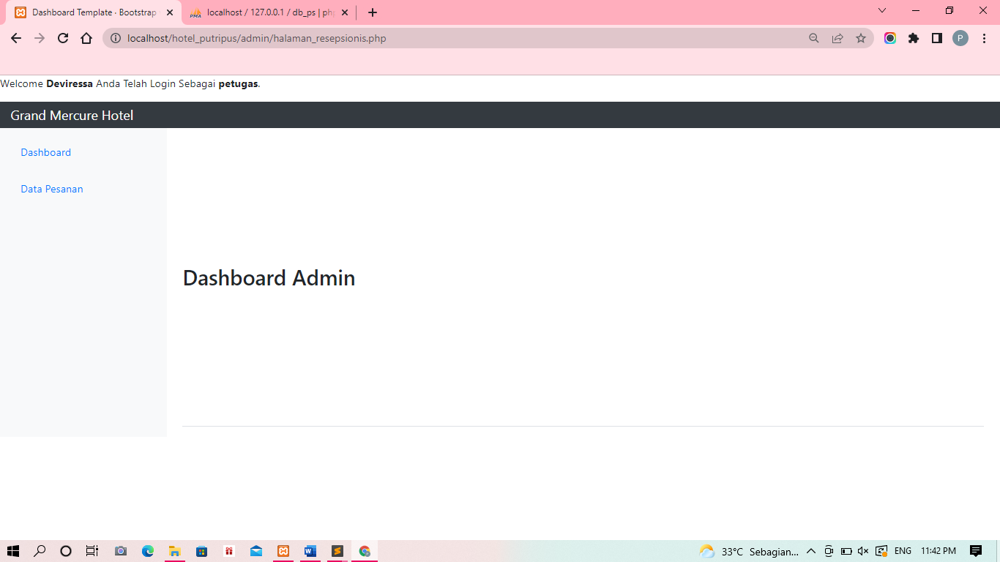 Dashboard Template · Bootstrap
localhost / 127.0.0.1 / db_ps | php
localhost/hotel_putripus/admin/halaman_resepsionis.php
P
Welcome Deviressa Anda Telah Login Sebagai petugas.
Grand Mercure Hotel
Dashboard
Data Pesanan
Dashboard Admin
33°C Sebagian... ENG 11:42 PM